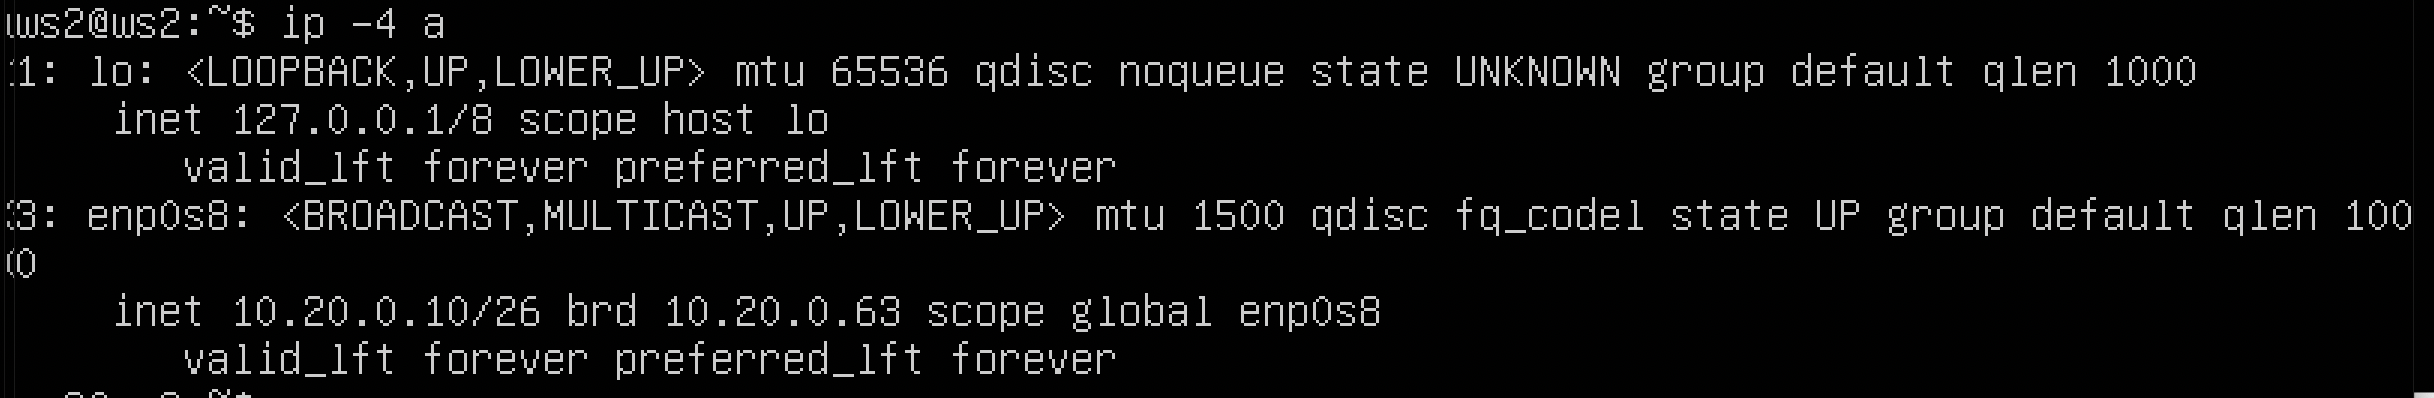 ws2@ws2:~$ ip -4 a
1: lo: <LOOPBACK,UP,LOWER_UP> mtu 65536 qdisc noqueue state UNKNOWN group default qlen 1000
    inet 127.0.0.1/8 scope host lo
       valid_lft forever preferred_lft forever
3: enp0s8: <BROADCAST,MULTICAST,UP,LOWER_UP> mtu 1500 qdisc fq_codel state UP group default qlen 100
0
    inet 10.20.0.10/26 brd 10.20.0.63 scope global enp0s8
       valid_lft forever preferred_lft forever